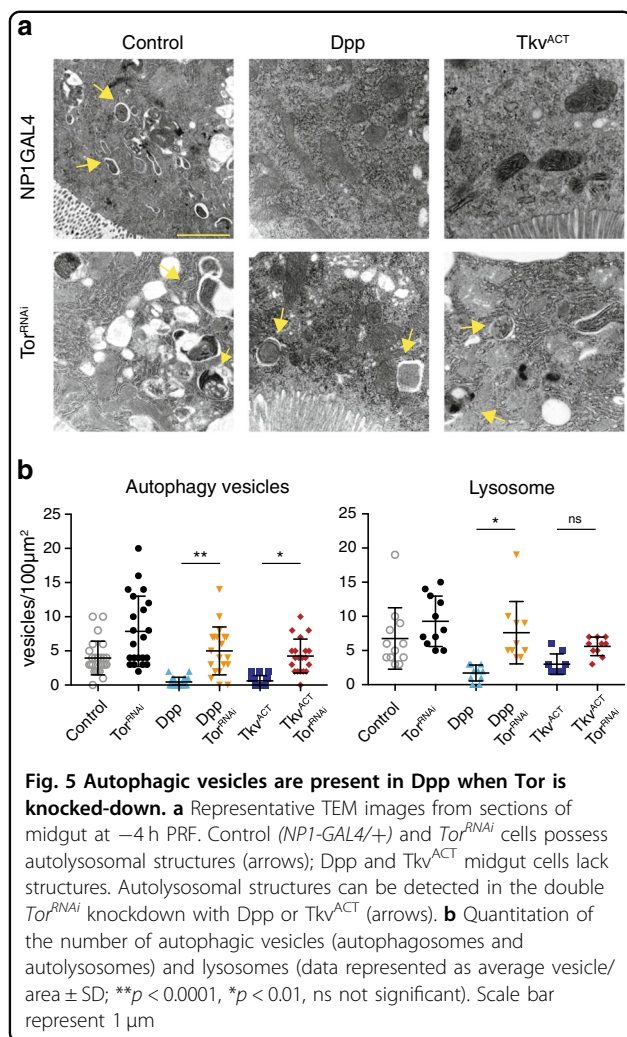 a
Control Dpp Tkv^ACT
NP1GAL4
Tor^RNAi
b
Autophagy vesicles
Lysosome
vesicles/100µm²
25
20
15
10
5
0
**
*
Control
Tor^RNAi
Dpp
Dpp Tor^RNAi
Tkv^ACT
Tkv^ACT Tor^RNAi
25
20
15
10
5
0
*
ns
Control
Tor^RNAi
Dpp
Dpp Tor^RNAi
Tkv^ACT
Tkv^ACT Tor^RNAi
Fig. 5 Autophagic vesicles are present in Dpp when Tor is
knocked-down. a Representative TEM images from sections of
midgut at −4 h PRF. Control (NP1-GAL4/+) and Tor^RNAi cells possess
autolysosomal structures (arrows); Dpp and Tkv^ACT midgut cells lack
structures. Autolysosomal structures can be detected in the double
Tor^RNAi knockdown with Dpp or Tkv^ACT (arrows). b Quantitation of
the number of autophagic vesicles (autophagosomes and
autolysosomes) and lysosomes (data represented as average vesicle/
area ± SD; **p < 0.0001, *p < 0.01, ns not significant). Scale bar
represent 1 µm